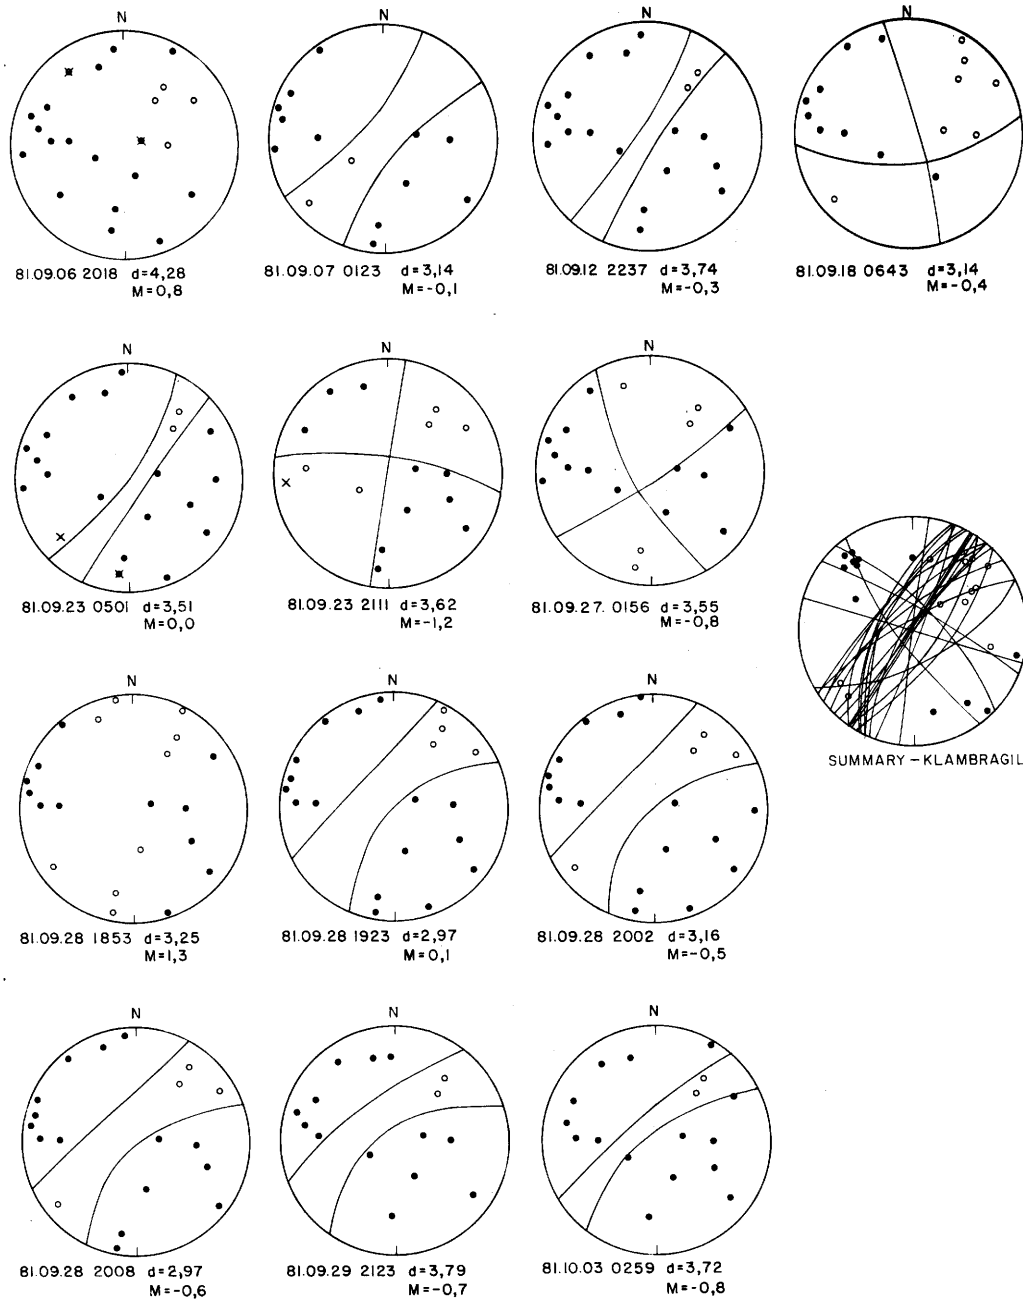 N
N
N
N
81.09.06 2018 d=4,28
M=0,8
81.09.07 0123 d=3,14
M=-0,1
81.09.12 2237 d=3,74
M=-0,3
81.09.18 0643 d=3,14
M=-0,4
N
N
N
81.09.23 0501 d=3,51
M=0,0
81.09.23 2111 d=3,62
M=-1,2
81.09.27. 0156 d=3,55
M=-0,8
SUMMARY - KLAMBRAGIL
N
N
N
81.09.28 1853 d=3,25
M=1,3
81.09.28 1923 d=2,97
M=0,1
81.09.28 2002 d=3,16
M=-0,5
N
N
N
81.09.28 2008 d=2,97
M=-0,6
81.09.29 2123 d=3,79
M=-0,7
81.10.03 0259 d=3,72
M=-0,8